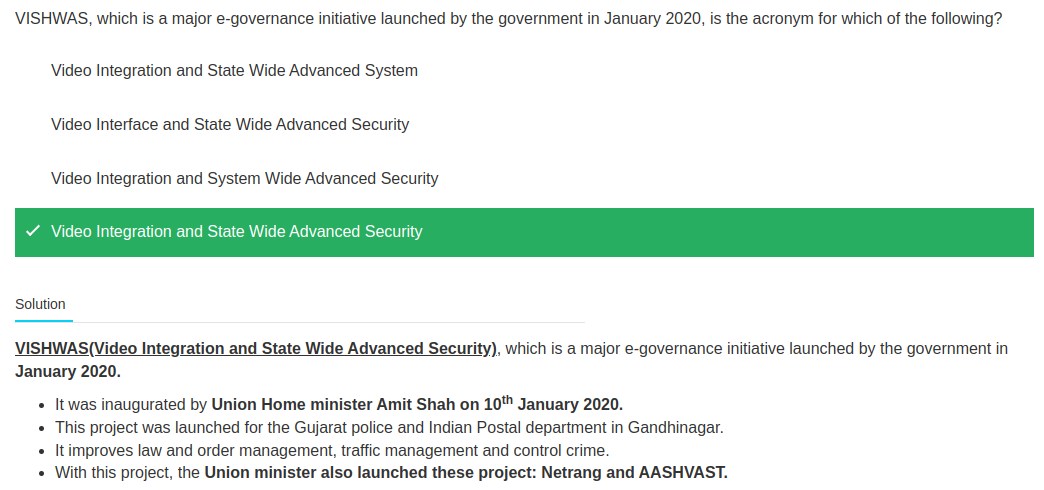 VISHWAS, which is a major e-governance initiative launched by the government in January 2020, is the acronym for which of the following?
Video Integration and State Wide Advanced System
Video Interface and State Wide Advanced Security
Video Integration and System Wide Advanced Security
Video Integration and State Wide Advanced Security
Solution
VISHWAS(Video Integration and State Wide Advanced Security), which is a major e-governance initiative launched by the government in
January 2020.
• It was inaugurated by Union Home minister Amit Shah on 10th January 2020.
• This project was launched for the Gujarat police and Indian Postal department in Gandhinagar.
• It improves law and order management, traffic management and control crime.
• With this project, the Union minister also launched these project: Netrang and AASHVAST.